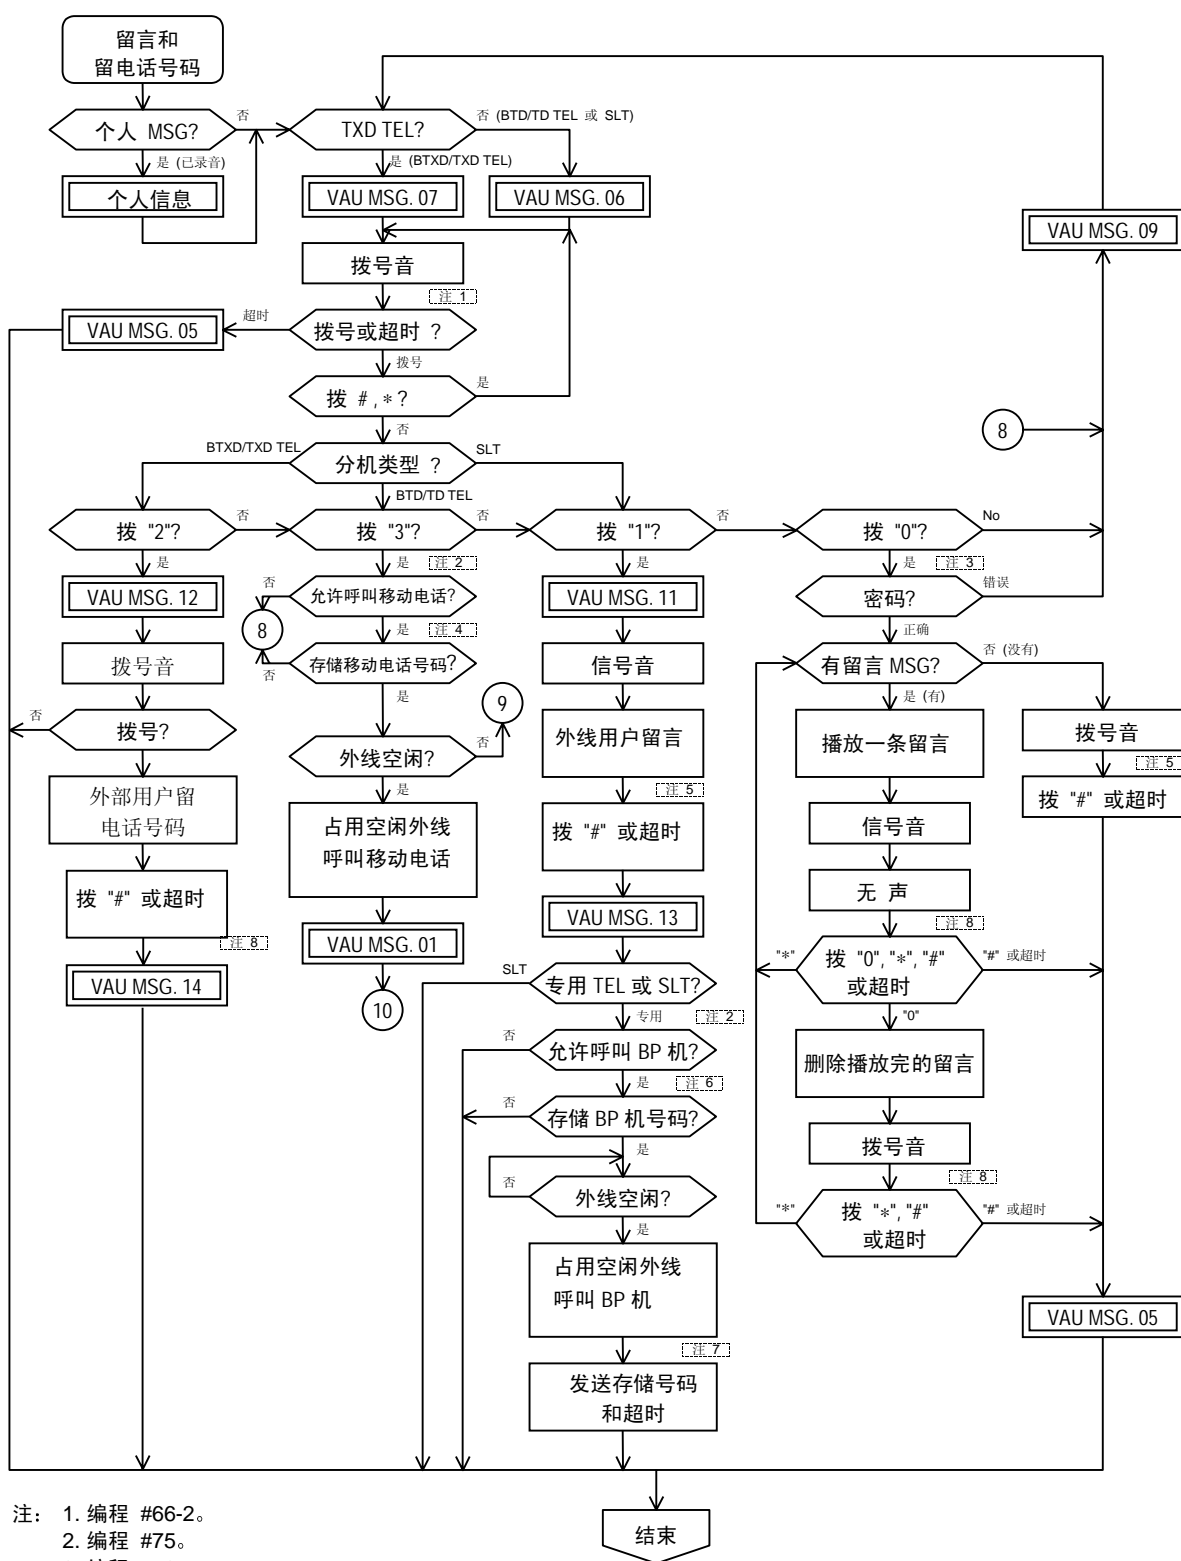 留言和
留电话号码
个人 MSG?
否
是 (已录音)
个人信息
TXD TEL?
否 (BTD/TD TEL 或 SLT)
是 (BTXD/TXD TEL)
VAU MSG. 07
VAU MSG. 06
VAU MSG. 09
拨号音
注 1
VAU MSG. 05
超时
拨号或超时 ?
拨号
拨 #,*?
是
否
BTXD/TXD TEL
分机类型 ?
SLT
BTD/TD TEL
8
拨 "2"?
否
拨 "3"?
否
拨 "1"?
否
拨 "0"?
No
是
是
注 2
是
是
注 3
VAU MSG. 12
否
允许呼叫移动电话?
VAU MSG. 11
密码?
错误
8
是
注 4
正确
拨号音
否
存储移动电话号码?
信号音
有留言 MSG?
否 (没有)
是
9
是 (有)
否
拨号?
外线空闲?
否
外线用户留言
播放一条留言
拨号音
是
注 5
注 5
外部用户留
电话号码
占用空闲外线
呼叫移动电话
拨 "#" 或超时
信号音
拨 "#" 或超时
拨 "#" 或超时
无 声
注 8
VAU MSG. 01
VAU MSG. 13
注 8
VAU MSG. 14
10
SLT
专用 TEL 或 SLT?
"*"
拨 "0","*","#"
或超时
"#" 或超时
专用
注 2
"0"
否
允许呼叫 BP 机?
删除播放完的留言
是
注 6
否
存储 BP 机号码?
拨号音
是
注 8
否
外线空闲?
"*"
拨 "*","#"
或超时
"#" 或超时
是
占用空闲外线
呼叫 BP 机
VAU MSG. 05
注 7
发送存储号码
和超时
结束
注: 1. 编程 #66-2。
2. 编程 #75。